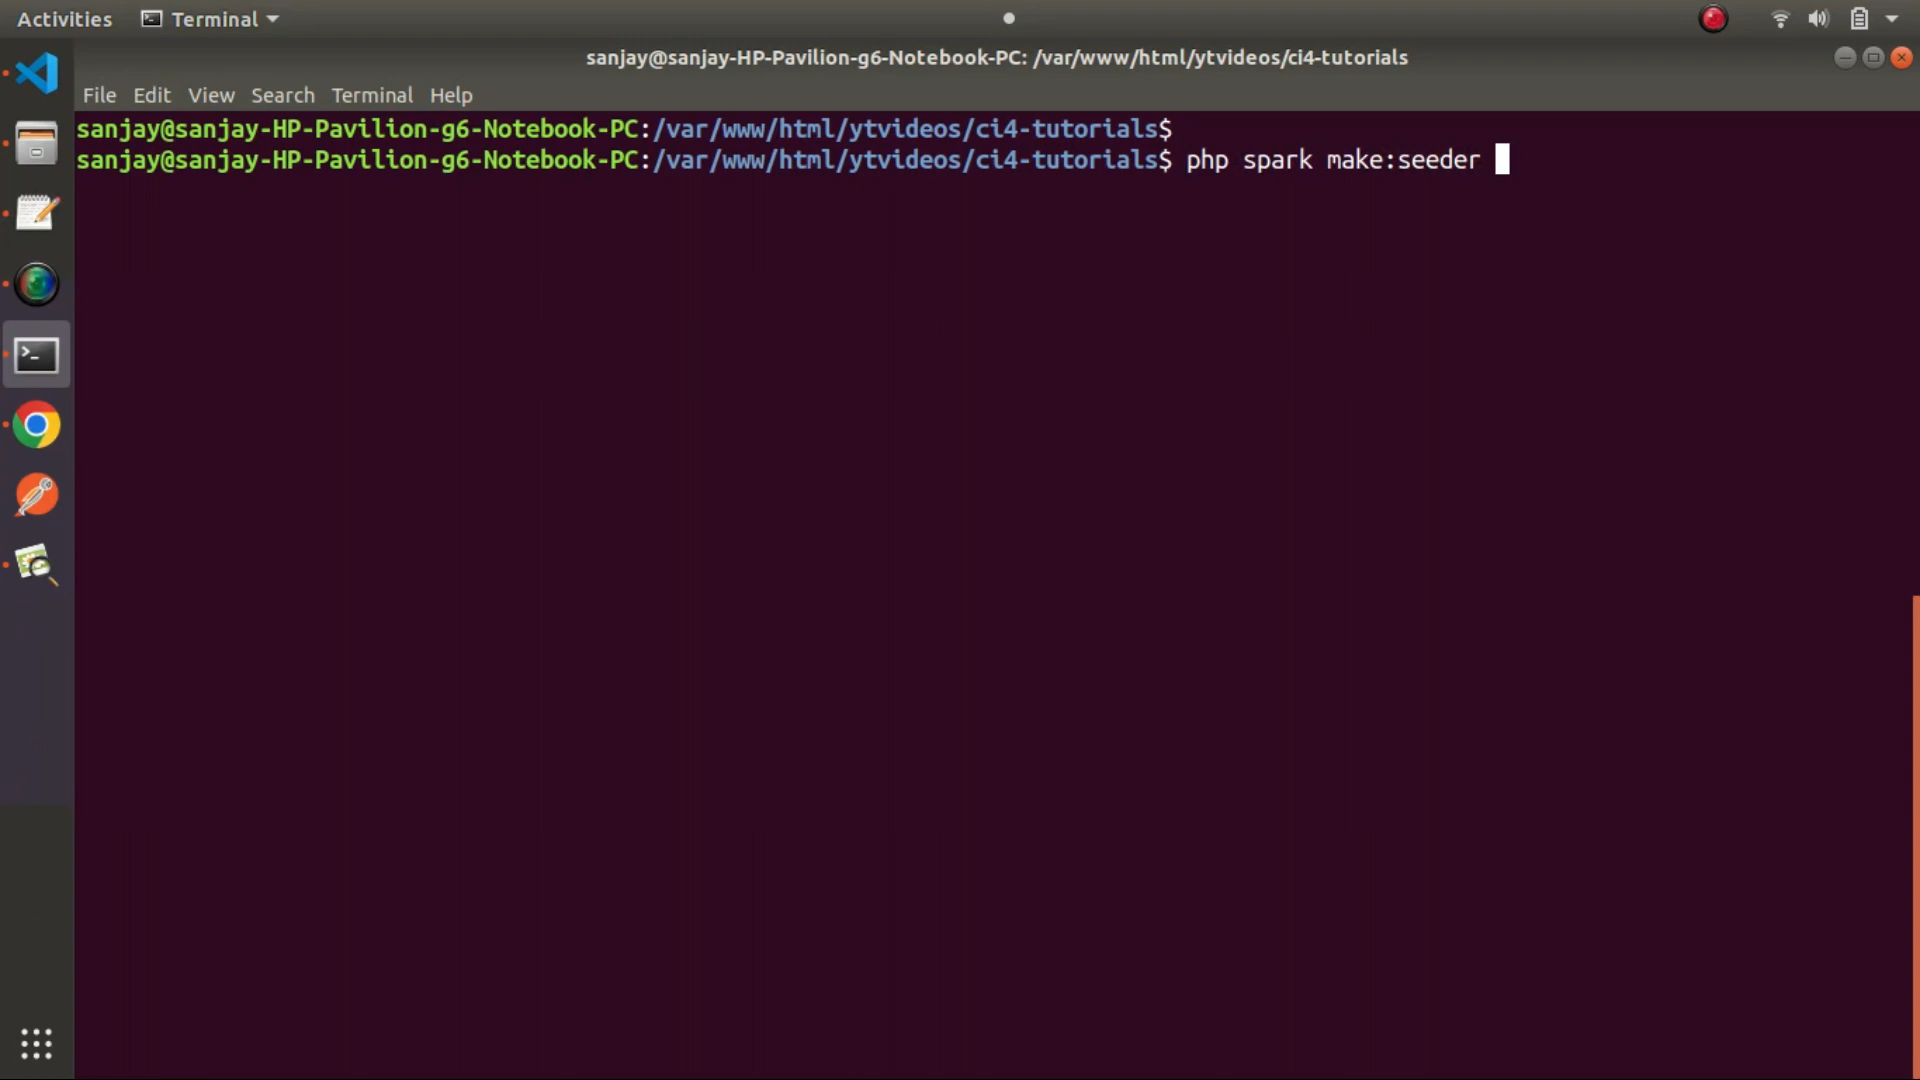 Activities Terminal
sanjay@sanjay-HP-Pavilion-g6-Notebook-PC: /var/www/html/ytvideos/ci4-tutorials
File Edit View Search Terminal Help
sanjay@sanjay-HP-Pavilion-g6-Notebook-PC:/var/www/html/ytvideos/ci4-tutorials$
sanjay@sanjay-HP-Pavilion-g6-Notebook-PC:/var/www/html/ytvideos/ci4-tutorials$ php spark make:seeder